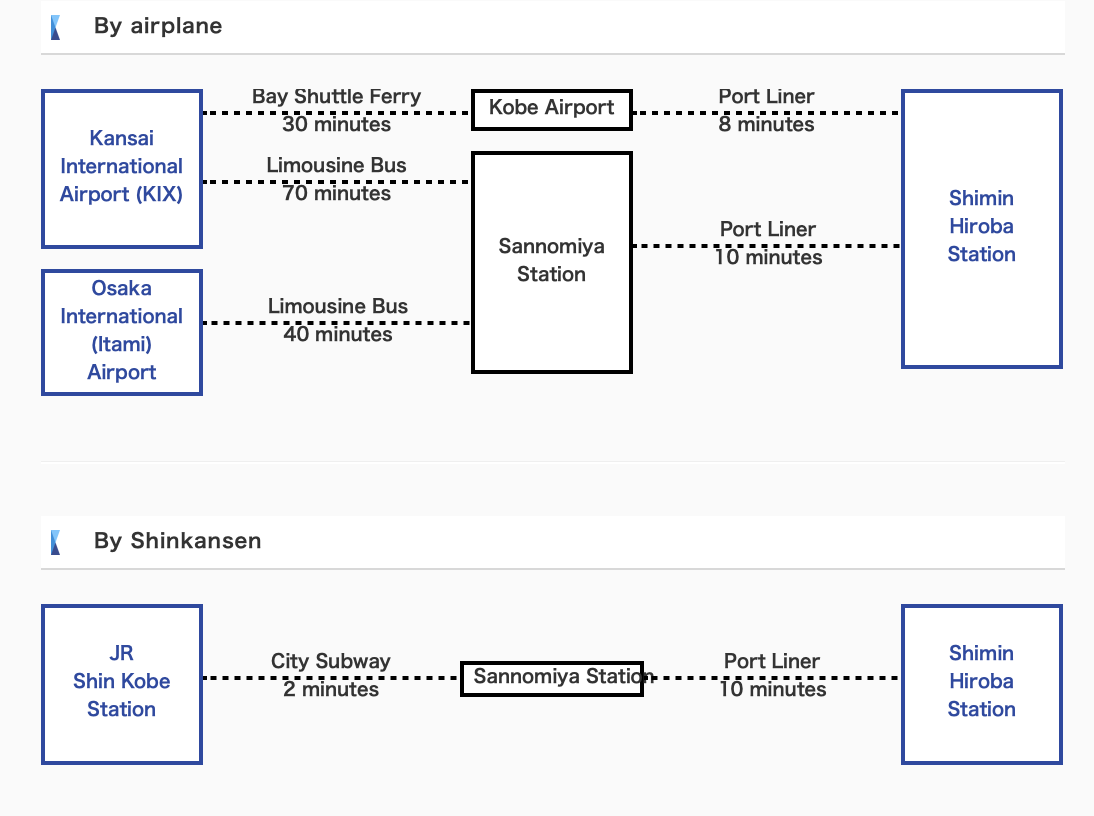 By airplane
Kansai
International
Airport (KIX)
Bay Shuttle Ferry
30 minutes
Limousine Bus
70 minutes
Kobe Airport
Port Liner
8 minutes
Osaka
International
(Itami)
Airport
Limousine Bus
40 minutes
Sannomiya
Station
Port Liner
10 minutes
Shimin
Hiroba
Station
By Shinkansen
JR
Shin Kobe
Station
City Subway
2 minutes
Sannomiya Station
Port Liner
10 minutes
Shimin
Hiroba
Station